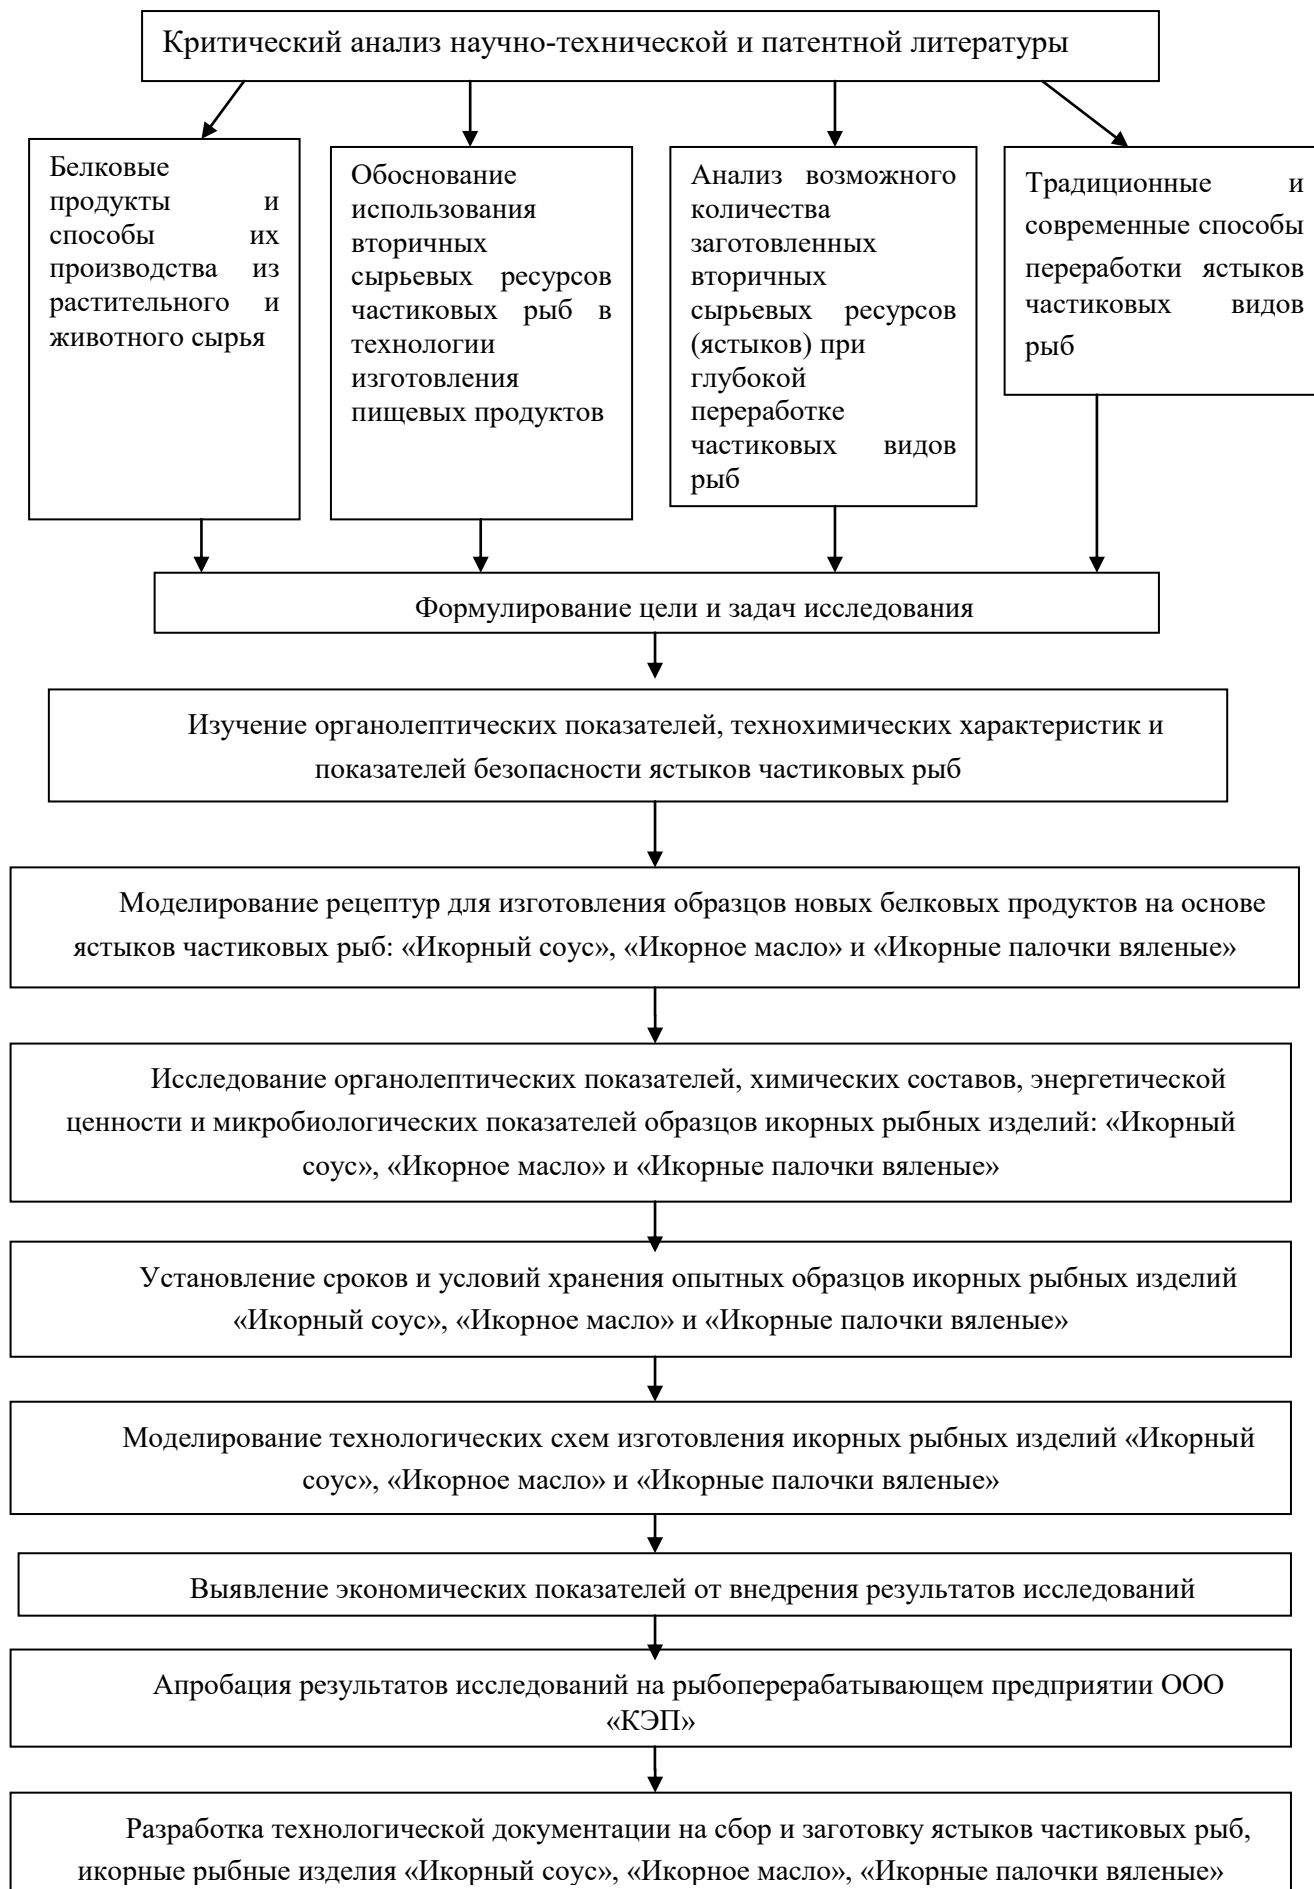 Критический анализ научно-технической и патентной литературы
Белковые
продукты и
способы их
производства из
растительного и
животного сырья
Обоснование
использования
вторичных
сырьевых ресурсов
частиковых рыб в
технологии
изготовления
пищевых продуктов
Анализ возможного
количества
заготовленных
вторичных
сырьевых ресурсов
(ястыков) при
глубокой
переработке
частиковых видов
рыб
Традиционные и
современные способы
переработки ястыков
частиковых видов
рыб
Формулирование цели и задач исследования
Изучение органолептических показателей, технохимических характеристик и
показателей безопасности ястыков частиковых рыб
Моделирование рецептур для изготовления образцов новых белковых продуктов на основе
ястыков частиковых рыб: «Икорный соус», «Икорное масло» и «Икорные палочки вяленые»
Исследование органолептических показателей, химических составов, энергетической
ценности и микробиологических показателей образцов икорных рыбных изделий: «Икорный
соус», «Икорное масло» и «Икорные палочки вяленые»
Установление сроков и условий хранения опытных образцов икорных рыбных изделий
«Икорный соус», «Икорное масло» и «Икорные палочки вяленые»
Моделирование технологических схем изготовления икорных рыбных изделий «Икорный
соус», «Икорное масло» и «Икорные палочки вяленые»
Выявление экономических показателей от внедрения результатов исследований
Апробация результатов исследований на рыбоперерабатывающем предприятии ООО
«КЭП»
Разработка технологической документации на сбор и заготовку ястыков частиковых рыб,
икорные рыбные изделия «Икорный соус», «Икорное масло», «Икорные палочки вяленые»